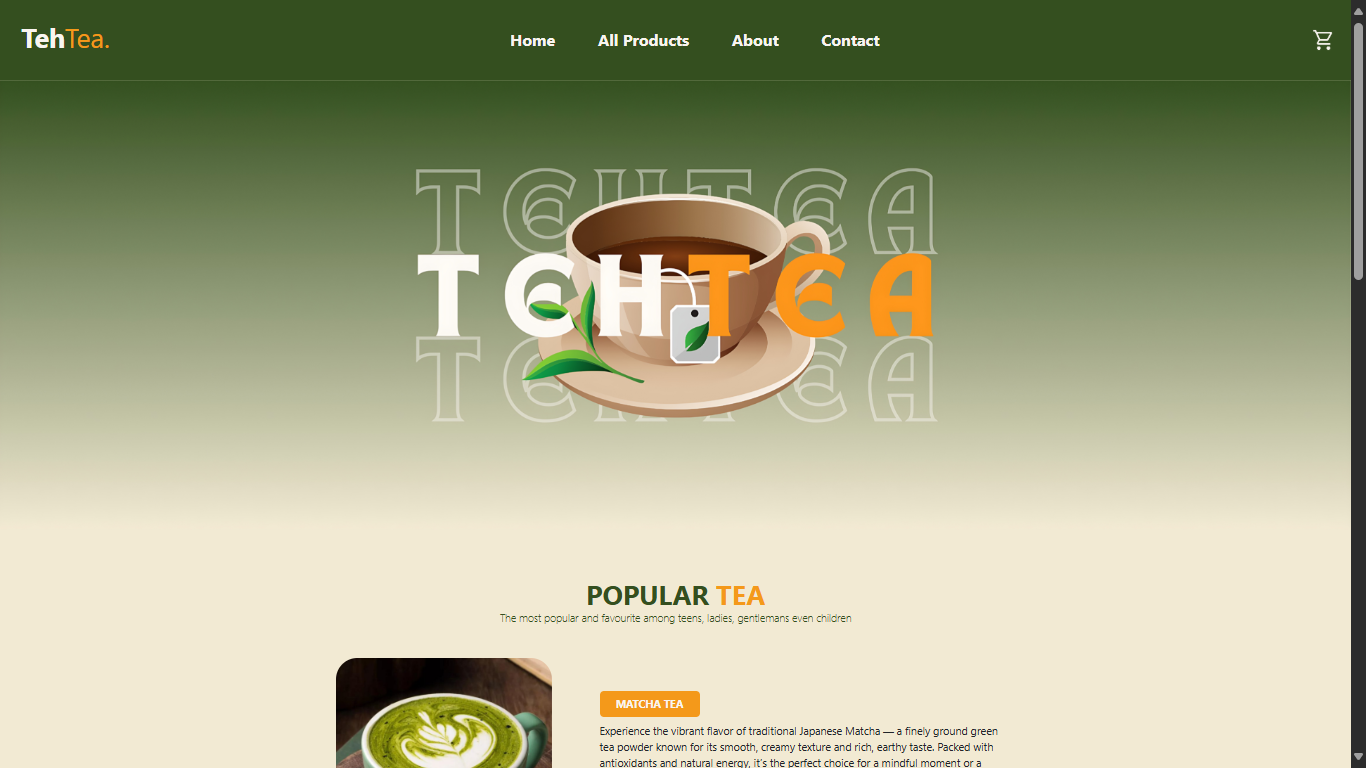 TehTea.
Home
All Products
About
Contact
TEHTEA
TEHTEA
TEHTEA
POPULAR TEA
The most popular and favourite among teens, ladies, gentlemans even children
MATCHA TEA
Experience the vibrant flavor of traditional Japanese Matcha — a finely ground green
tea powder known for its smooth, creamy texture and rich, earthy taste. Packed with
antioxidants and natural energy, it's the perfect choice for a mindful moment or a